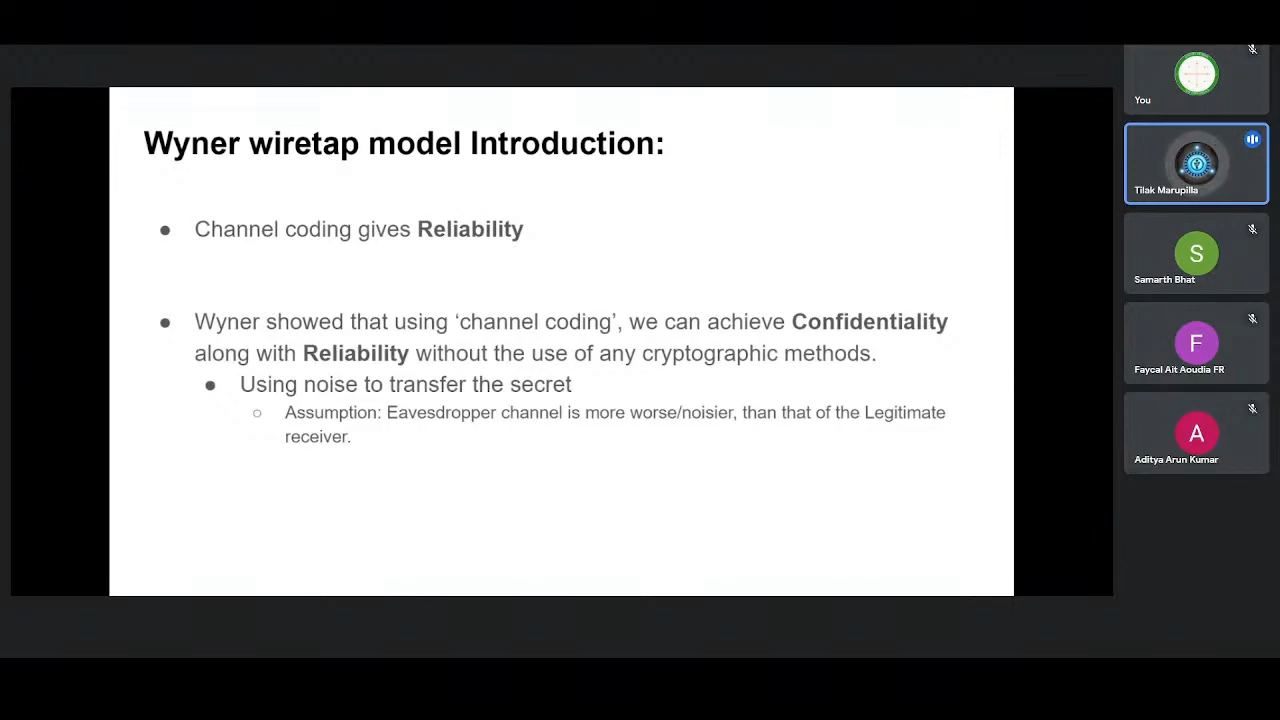 Wyner wiretap model Introduction:
● Channel coding gives Reliability
● Wyner showed that using ‘channel coding’, we can achieve Confidentiality
along with Reliability without the use of any cryptographic methods.
● Using noise to transfer the secret
○ Assumption: Eavesdropper channel is more worse/noisier, than that of the Legitimate
receiver.
You
Tilak Marupilla
S
Samarth Bhat
F
Faycal Ait Aoudia FR
A
Aditya Arun Kumar